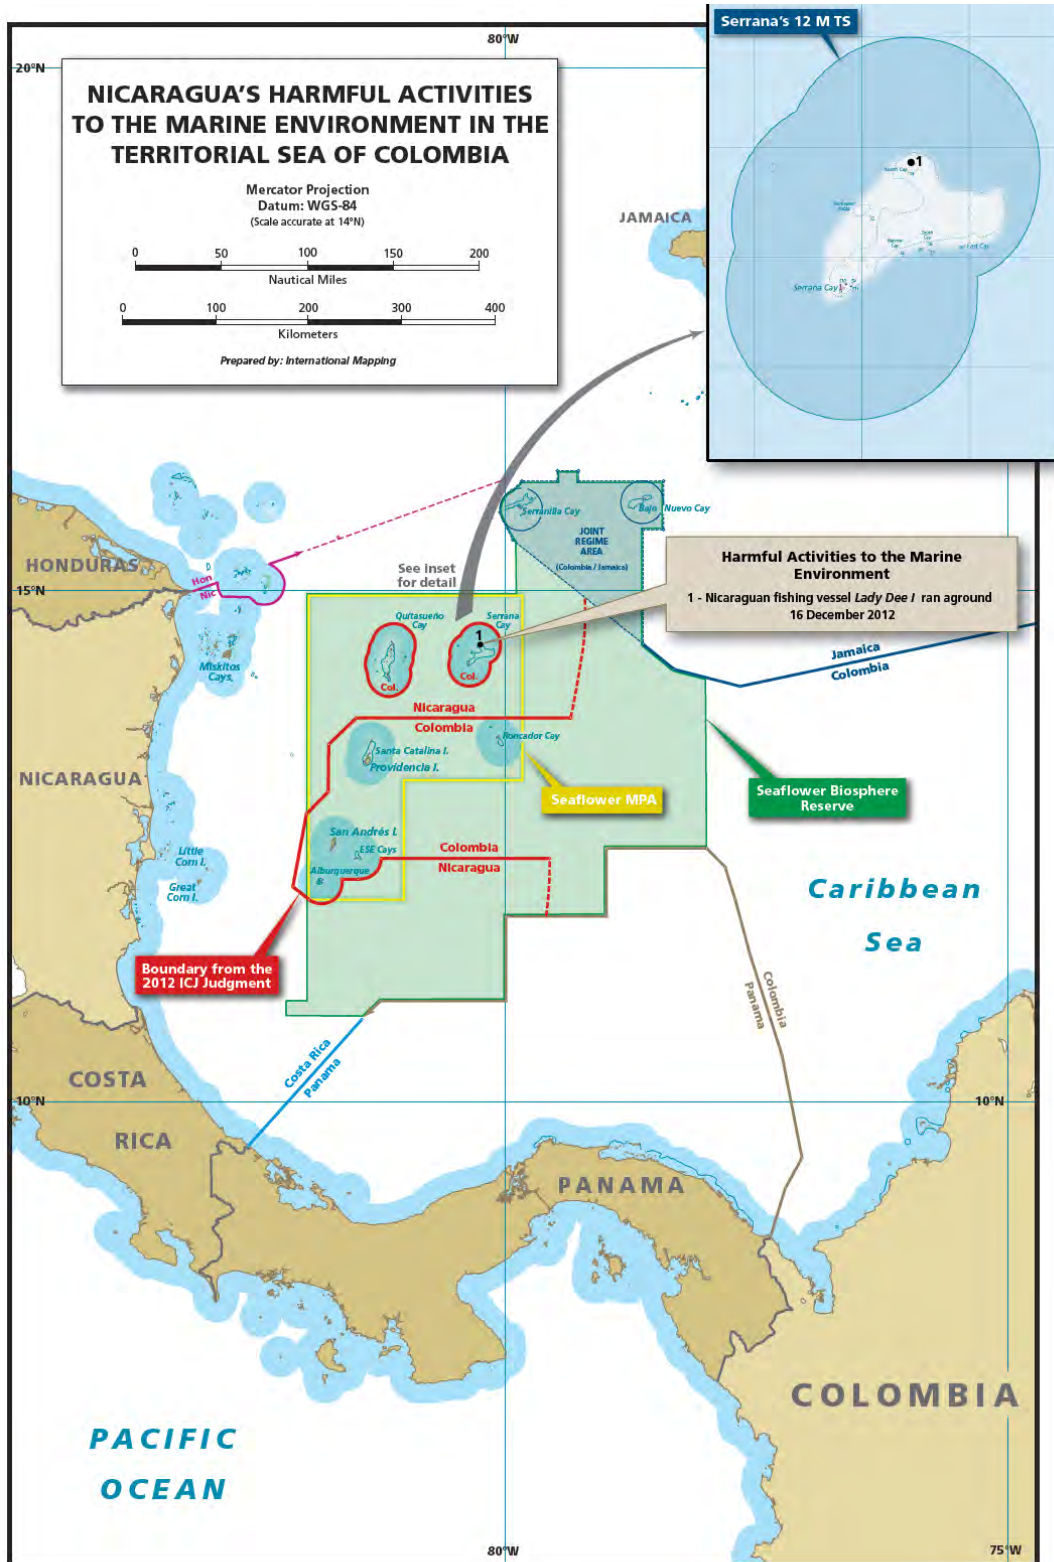 Serrana's 12 M TS
80°W
20°N
NICARAGUA'S HARMFUL ACTIVITIES
TO THE MARINE ENVIRONMENT IN THE
TERRITORIAL SEA OF COLOMBIA
Mercator Projection
Datum: WGS-84
(Scale accurate at 14°N)
0 50 100 150 200
Nautical Miles
0 100 200 300 400
Kilometers
Prepared by: International Mapping
JAMAICA
1
Serrana Cay
Serranilla Cay
Bajo Nuevo Cay
JOINT
REGIME
AREA
(Colombia / Jamaica)
HONDURAS
Hon
Nic
15°N
See inset
for detail
Harmful Activities to the Marine
Environment
1 - Nicaraguan fishing vessel Lady Dee I ran aground
16 December 2012
Quitasueño
Cay
Serrana
Cay
1
Col.
Col.
Jamaica
Colombia
Miskitos
Cays
Nicaragua
Colombia
Roncador Cay
Santa Catalina I.
Providencia I.
NICARAGUA
Seaflower MPA
Seaflower Biosphere
Reserve
San Andrés I.
ESE Cays
Alburquerque
Colombia
Nicaragua
Little
Corn I.
Great
Corn I.
Caribbean
Sea
Boundary from the
2012 ICJ Judgment
Colombia
Panama
Costa Rica
Panama
COSTA
RICA
10°N
10°N
PANAMA
COLOMBIA
PACIFIC
OCEAN
80°W
75°W